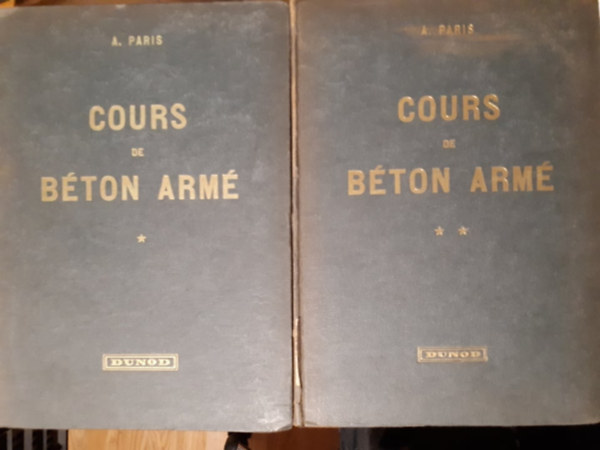 A. PARIS
COURS
DE
BÉTON ARMÉ
*
DUNOD
A. PARIS
COURS
DE
BÉTON ARMÉ
* *
DUNOD